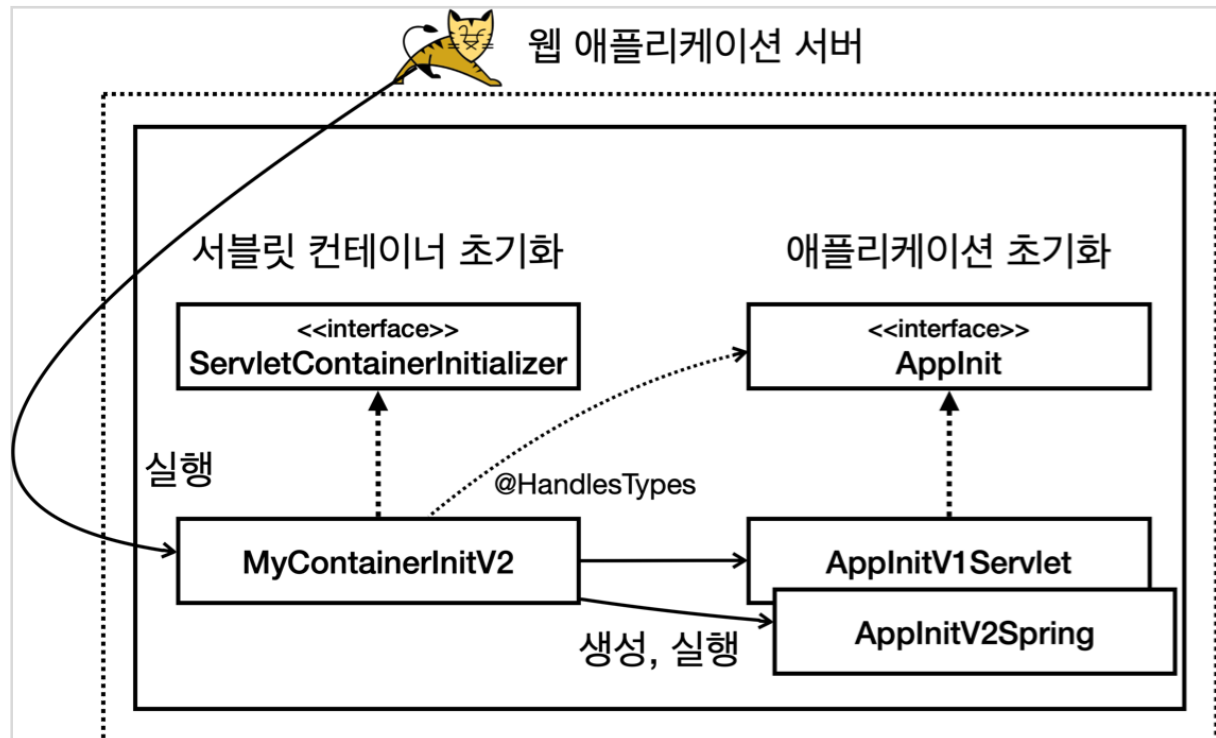 웹 애플리케이션 서버
서블릿 컨테이너 초기화
애플리케이션 초기화
<<interface>>
ServletContainerInitializer
<<interface>>
AppInit
실행
@HandlesTypes
MyContainerInitV2
AppInitV1Servlet
생성, 실행
AppInitV2Spring